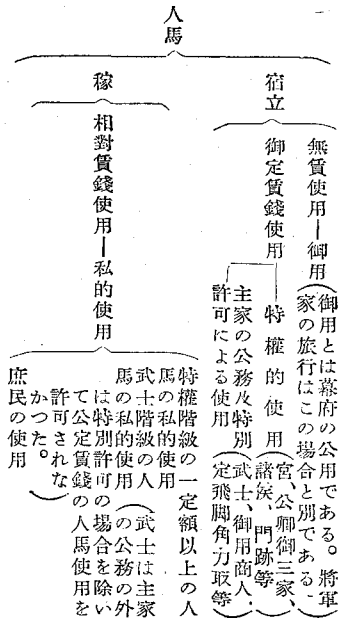 人馬
宿立
無賃使用―御用
(御用とは幕府の公用である。將軍
家の旅行はこの場合と別である。)
御定賃錢使用
特權的使用
(宮、公卿御三家、
諸侯、門跡等)
主家の公務及特別
許可による使用
(武士、御用商人、
定飛脚角力取等)
稼
相對賃錢使用―私的使用
特權階級の一定額以上の人
馬の私的使用
武士階級の人
馬の私的使用
(武士は主家
の公務の外
は特別許可の場合を除い
て公定賃錢の人馬使用を
許可されな
かつた。)
庶民の使用